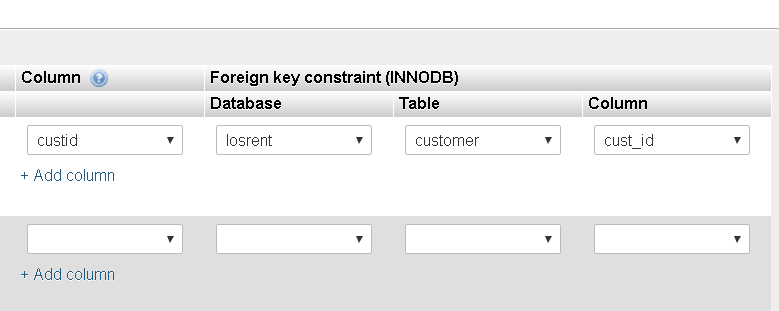 Column Foreign key constraint (INNODB)
Database Table Column
custid losrent customer cust_id
+ Add column
+ Add column